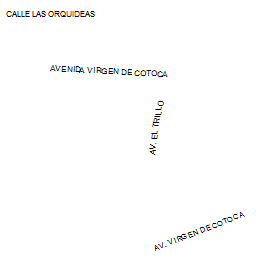 CALLE LAS ORQUIDEAS
AVENIDA VIRGEN DE COTOCA
AV. EL TRILLO
AV. VIRGEN DE COTOCA